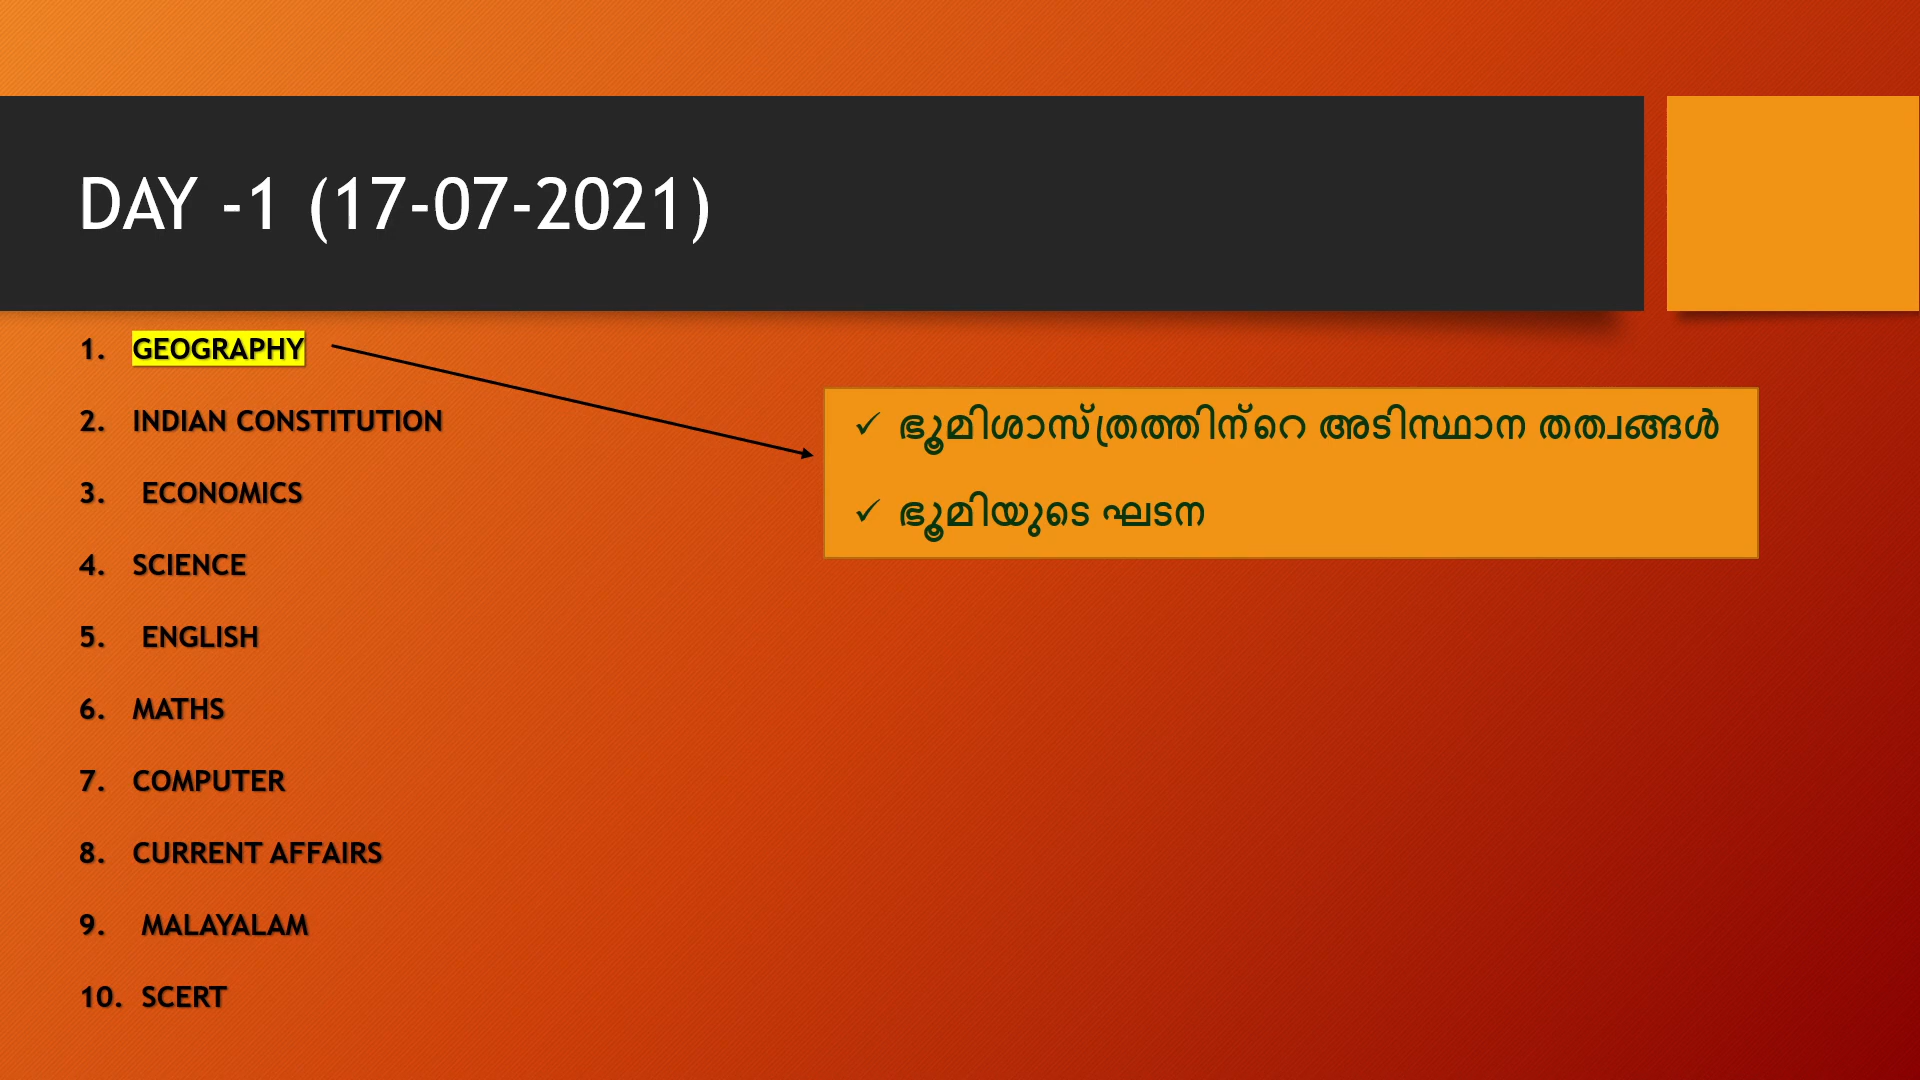 DAY -1 (17-07-2021)
1. GEOGRAPHY
2. INDIAN CONSTITUTION
3. ECONOMICS
4. SCIENCE
5. ENGLISH
6. MATHS
7. COMPUTER
8. CURRENT AFFAIRS
9. MALAYALAM
10. SCERT
✓ ഭൂമിശാസ്ത്രത്തിന്റെ അടിസ്ഥാന തത്വങ്ങൾ
✓ ഭൂമിയുടെ ഘടന